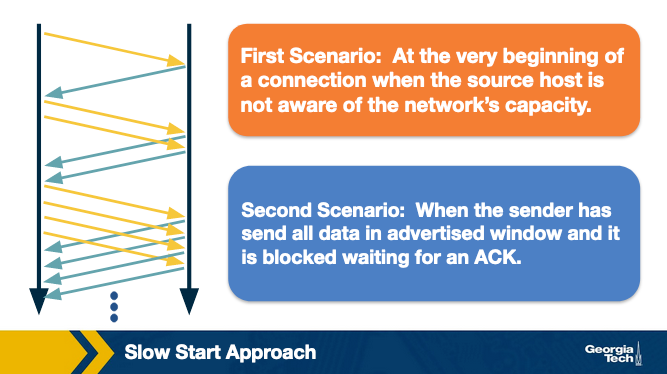 First Scenario:  At the very beginning of
a connection when the source host is
not aware of the network's capacity.
Second Scenario:  When the sender has
send all data in advertised window and it
is blocked waiting for an ACK.
Slow Start Approach
Georgia
Tech